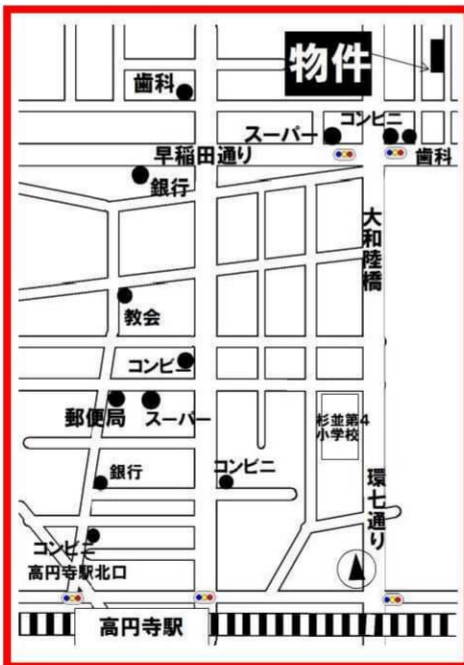 物件
歯科
コンビニ
スーパー
早稲田通り
歯科
銀行
大和陸橋
教会
コンビニ
郵便局
スーパー
杉並第4
小学校
銀行
コンビニ
環七通り
コンビニ
高円寺駅北口
高円寺駅